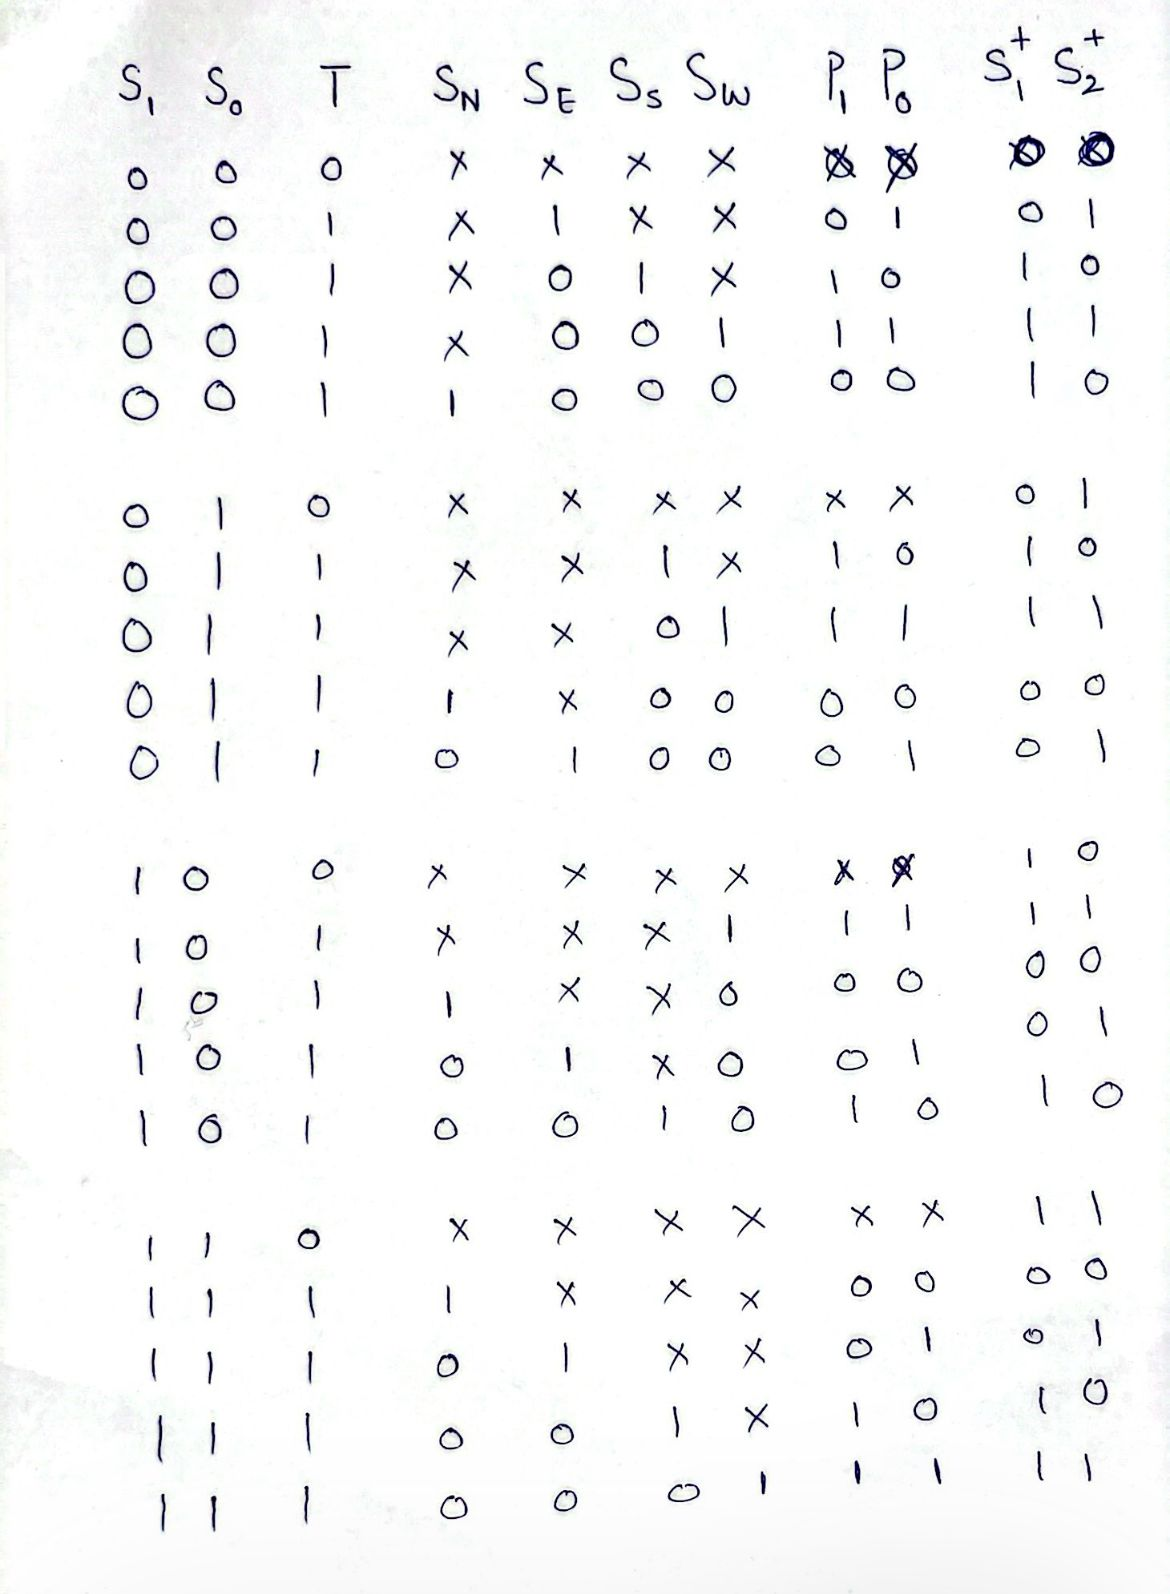 S₁ S₀ T S_N S_E S_S S_W P₁ P₀ S₁⁺ S₂⁺
0 0 0 x x x x
0 0 1 x 1 x x 0 1 0 1
0 0 1 x 0 1 x 1 0 1 0
0 0 1 x 0 0 1 1 1 1 1
0 0 1 1 0 0 0 0 0 1 0
0 1 0 x x x x x x 0 1
0 1 1 x x 1 x 1 0 1 0
0 1 1 x x 0 1 1 1 1 1
0 1 1 1 x 0 0 0 0 0 0
0 1 1 0 1 0 0 0 1 0 1
1 0 0 x x x x x x 1 0
1 0 1 x x x 1 1 1 1 1
1 0 1 1 x x 0 0 0 0 0
1 0 1 0 1 x 0 0 1 0 1
1 0 1 0 0 1 0 1 0 1 0
1 1 0 x x x x x x 1 1
1 1 1 1 x x x 0 0 0 0
1 1 1 0 1 x x 0 1 0 1
1 1 1 0 0 1 x 1 0 1 0
1 1 1 0 0 0 1 1 1 1 1